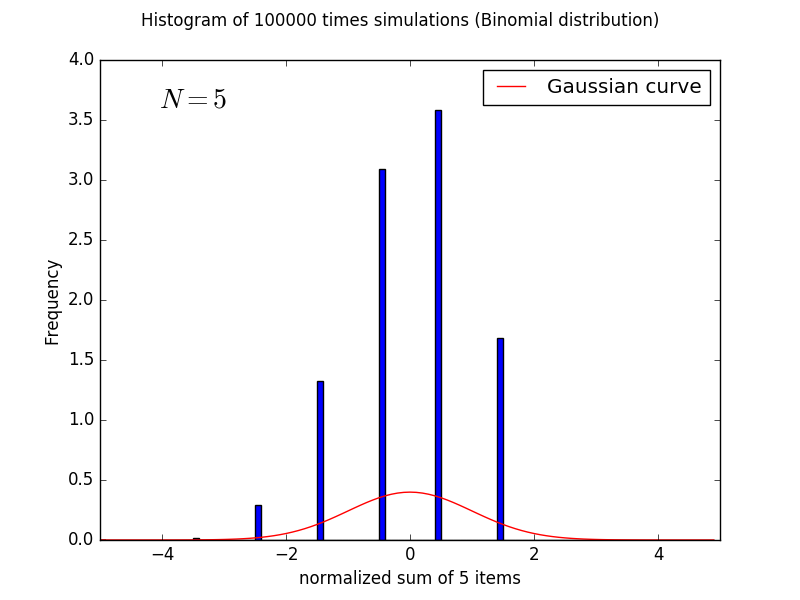 Histogram of 100000 times simulations (Binomial distribution)
4.0
N = 5
Gaussian curve
3.5
3.0
2.5
2.0
1.5
1.0
0.5
0.0
Frequency
−4 −2 0 2 4
normalized sum of 5 items